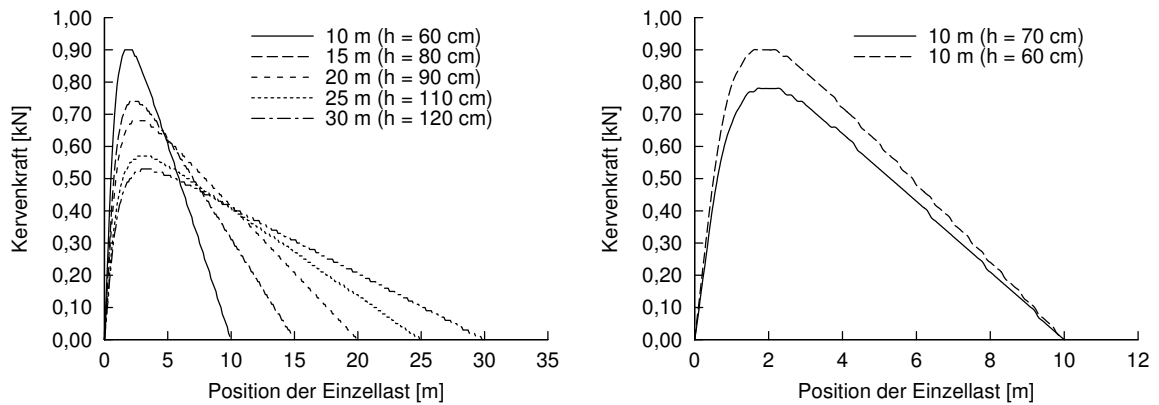 1,00
0,90
0,80
0,70
0,60
0,50
0,40
0,30
0,20
0,10
0,00
Kervenkraft [kN]
10 m (h = 60 cm)
15 m (h = 80 cm)
20 m (h = 90 cm)
25 m (h = 110 cm)
30 m (h = 120 cm)
0 5 10 15 20 25 30 35
Position der Einzellast [m]
1,00
0,90
0,80
0,70
0,60
0,50
0,40
0,30
0,20
0,10
0,00
Kervenkraft [kN]
10 m (h = 70 cm)
10 m (h = 60 cm)
0 2 4 6 8 10 12
Position der Einzellast [m]